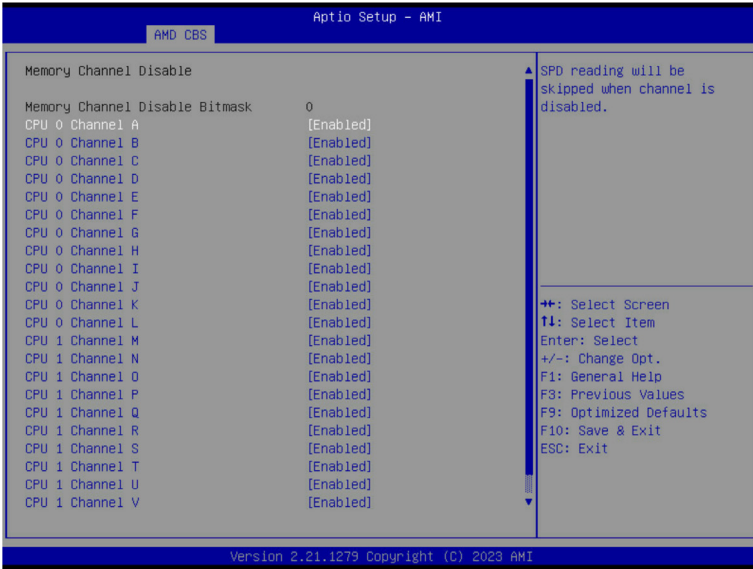 Aptio Setup – AMI
AMD CBS
Memory Channel Disable
Memory Channel Disable Bitmask 0
CPU 0 Channel A [Enabled]
CPU 0 Channel B [Enabled]
CPU 0 Channel C [Enabled]
CPU 0 Channel D [Enabled]
CPU 0 Channel E [Enabled]
CPU 0 Channel F [Enabled]
CPU 0 Channel G [Enabled]
CPU 0 Channel H [Enabled]
CPU 0 Channel I [Enabled]
CPU 0 Channel J [Enabled]
CPU 0 Channel K [Enabled]
CPU 0 Channel L [Enabled]
CPU 1 Channel M [Enabled]
CPU 1 Channel N [Enabled]
CPU 1 Channel O [Enabled]
CPU 1 Channel P [Enabled]
CPU 1 Channel Q [Enabled]
CPU 1 Channel R [Enabled]
CPU 1 Channel S [Enabled]
CPU 1 Channel T [Enabled]
CPU 1 Channel U [Enabled]
CPU 1 Channel V [Enabled]
SPD reading will be
skipped when channel is
disabled.
→←: Select Screen
↑↓: Select Item
Enter: Select
+/-: Change Opt.
F1: General Help
F3: Previous Values
F9: Optimized Defaults
F10: Save & Exit
ESC: Exit
Version 2.21.1279 Copyright (C) 2023 AMI